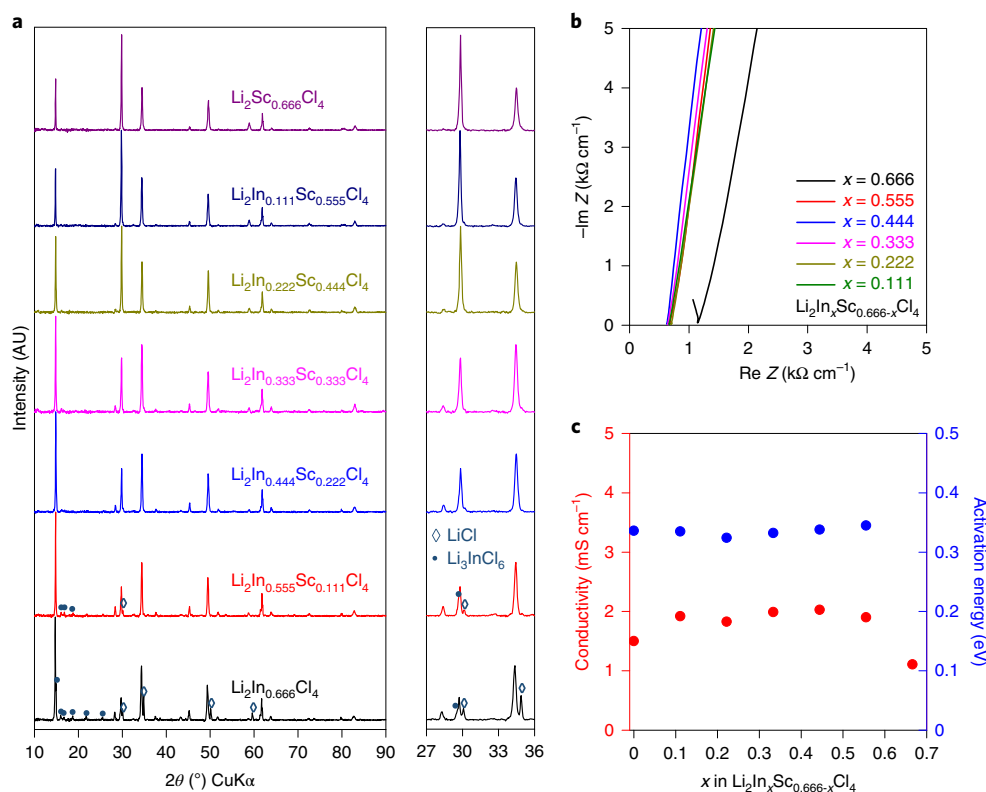 a
Li2Sc0.666Cl4
Li2In0.111Sc0.555Cl4
Li2In0.222Sc0.444Cl4
Li2In0.333Sc0.333Cl4
Li2In0.444Sc0.222Cl4
Li2In0.555Sc0.111Cl4
Li2In0.666Cl4
LiCl
Li3InCl6
Intensity (AU)
10 20 30 40 50 60 70 80 90
27 30 33 36
2θ (°) CuKα
b
5
4
3
2
1
0
–Im Z (kΩ cm−1)
x = 0.666
x = 0.555
x = 0.444
x = 0.333
x = 0.222
x = 0.111
Li2InxSc0.666-xCl4
0 1 2 3 4 5
Re Z (kΩ cm−1)
c
5
4
3
2
1
0
Conductivity (mS cm−1)
0.5
0.4
0.3
0.2
0.1
0
Activation energy (eV)
0 0.1 0.2 0.3 0.4 0.5 0.6 0.7
x in Li2InxSc0.666-xCl4